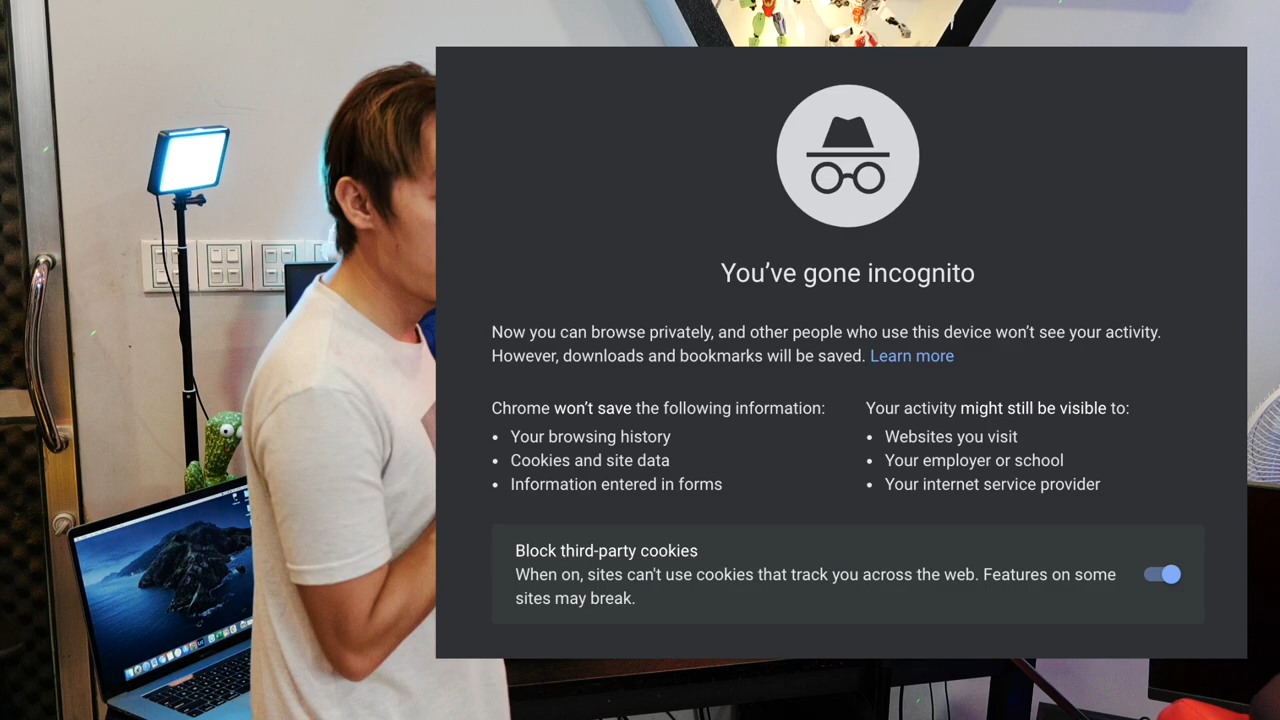 You’ve gone incognito
Now you can browse privately, and other people who use this device won’t see your activity.
However, downloads and bookmarks will be saved. Learn more
Chrome won’t save the following information:
• Your browsing history
• Cookies and site data
• Information entered in forms
Your activity might still be visible to:
• Websites you visit
• Your employer or school
• Your internet service provider
Block third-party cookies
When on, sites can't use cookies that track you across the web. Features on some
sites may break.